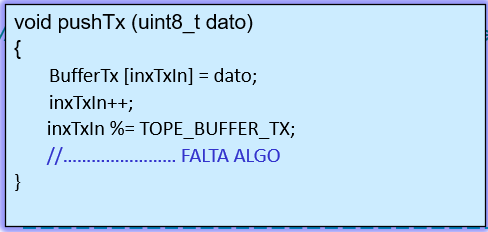 void pushTx (uint8_t dato)
{
BufferTx [inxTxIn] = dato;
inxTxIn++;
inxTxIn %= TOPE_BUFFER_TX;
//........................ FALTA ALGO
}